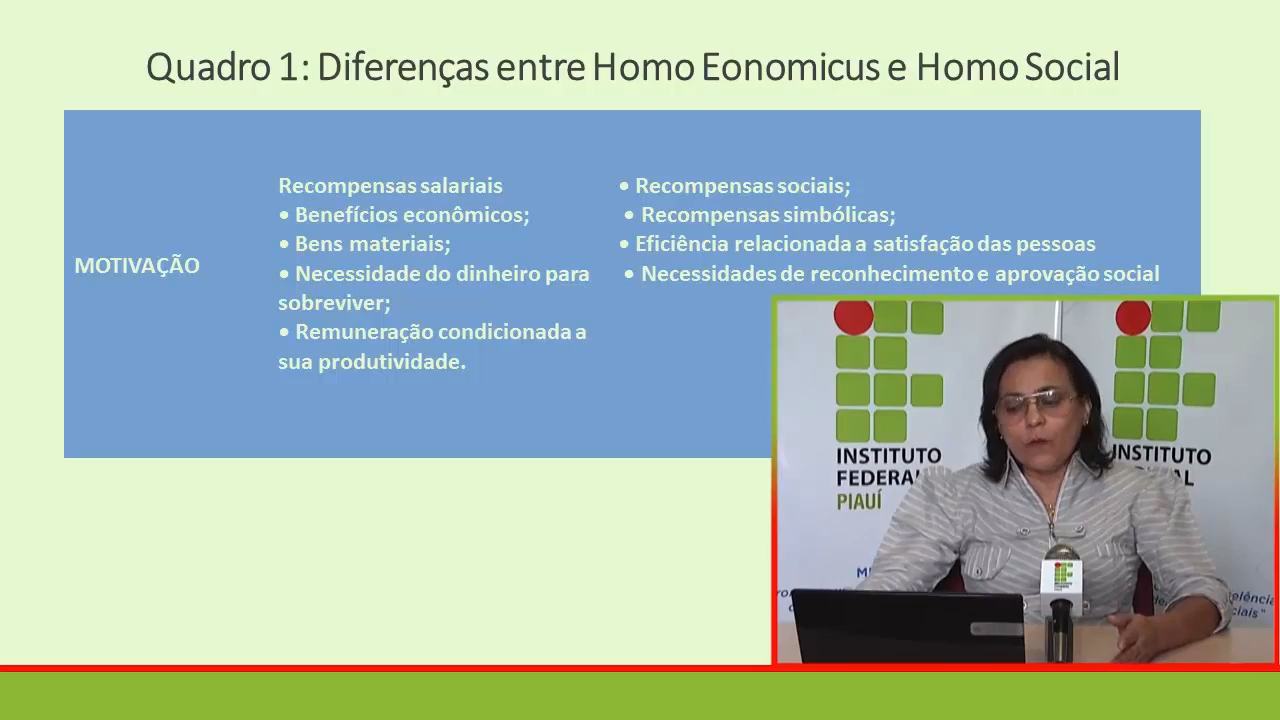 Quadro 1: Diferenças entre Homo Eonomicus e Homo Social
MOTIVAÇÃO
Recompensas salariais
• Benefícios econômicos;
• Bens materiais;
• Necessidade do dinheiro para
sobreviver;
• Remuneração condicionada a
sua produtividade.
• Recompensas sociais;
• Recompensas simbólicas;
• Eficiência relacionada a satisfação das pessoas
• Necessidades de reconhecimento e aprovação social
INSTITUTO
PIAUÍ
INSTITUTO